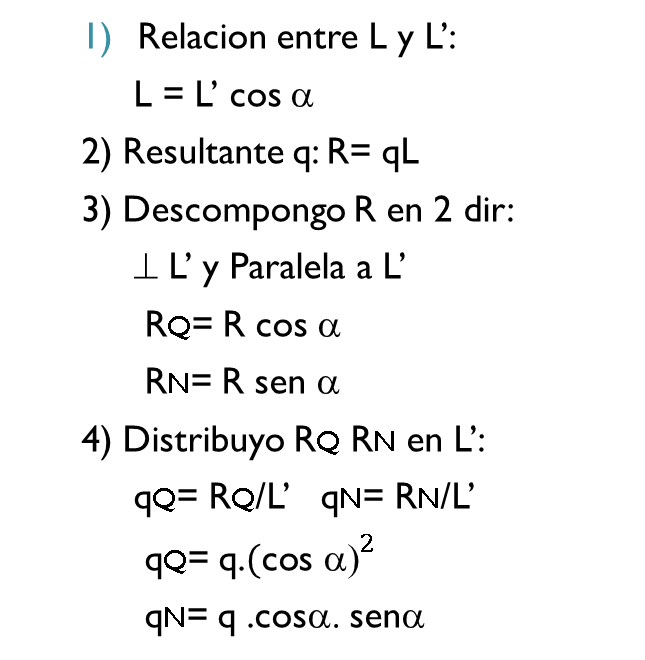 1) Relacion entre L y L’:
L = L’ cos α
2) Resultante q: R= qL
3) Descompongo R en 2 dir:
⊥ L’ y Paralela a L’
RQ= R cos α
RN= R sen α
4) Distribuyo RQ RN en L’:
qQ= RQ/L’ qN= RN/L’
qQ= q.(cos α)²
qN= q .cosα. senα